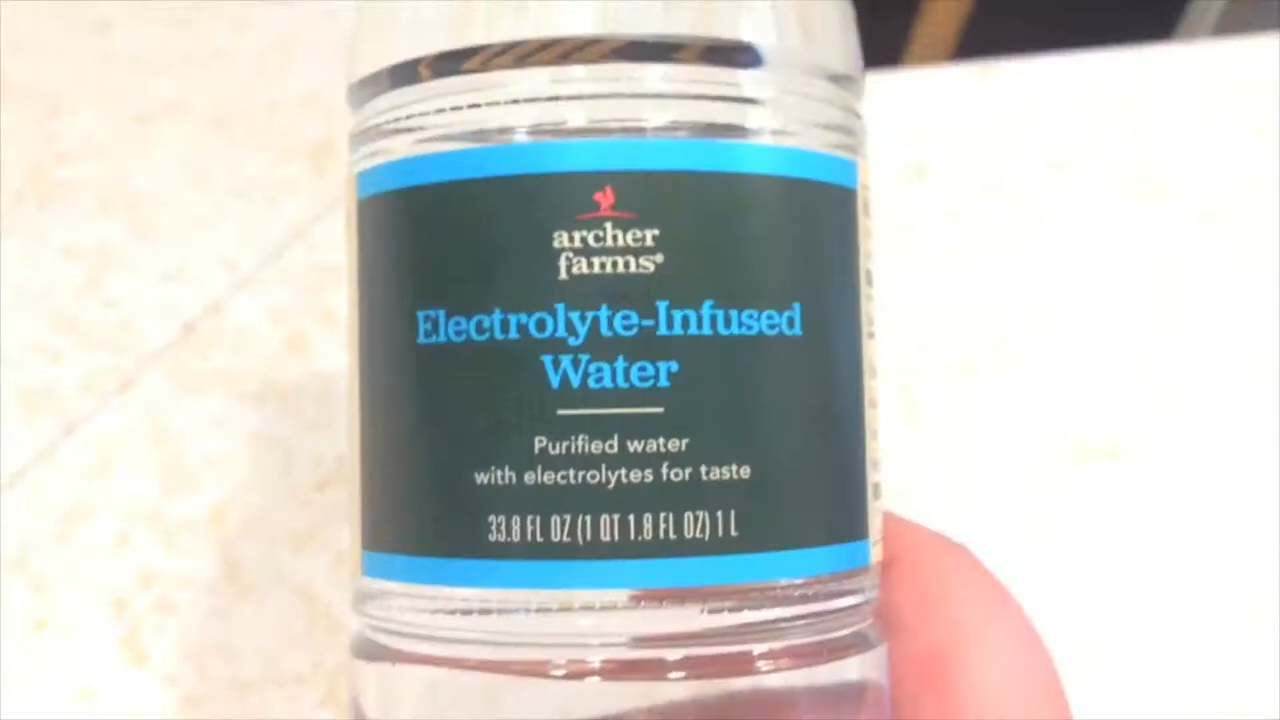 archer
farms®
Electrolyte-Infused
Water
Purified water
with electrolytes for taste
33.8 FL OZ (1 QT 1.8 FL OZ) 1 L